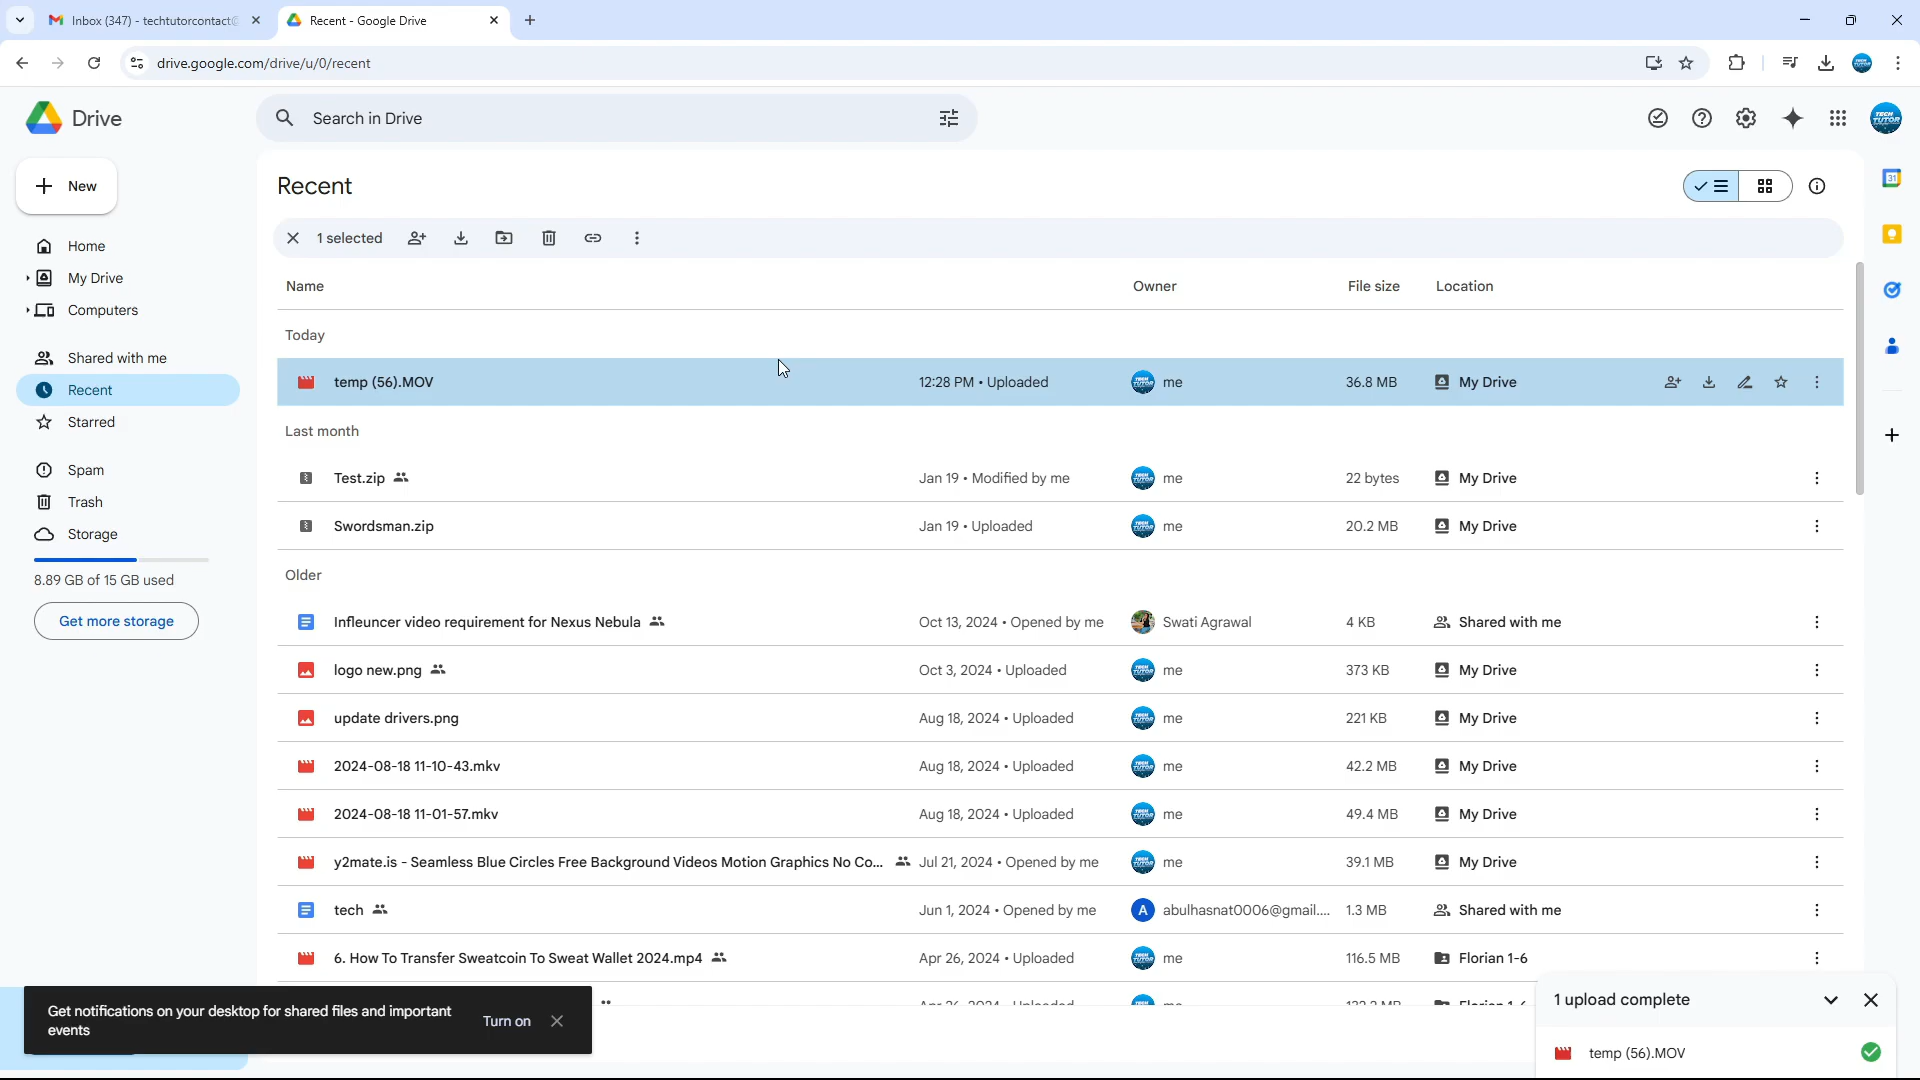 Inbox (347) - techtutorcontact@
Recent - Google Drive
drive.google.com/drive/u/0/recent
Drive
Search in Drive
New
Recent
Home
My Drive
Computers
Shared with me
Recent
Starred
Spam
Trash
Storage
8.89 GB of 15 GB used
Get more storage
1 selected
Name Owner File size Location
Today
temp (56).MOV 12:28 PM • Uploaded me 36.8 MB My Drive
Last month
Test.zip Jan 19 • Modified by me me 22 bytes My Drive
Swordsman.zip Jan 19 • Uploaded me 20.2 MB My Drive
Older
Infleuncer video requirement for Nexus Nebula Oct 13, 2024 • Opened by me Swati Agrawal 4 KB Shared with me
logo new.png Oct 3, 2024 • Uploaded me 373 KB My Drive
update drivers.png Aug 18, 2024 • Uploaded me 221 KB My Drive
2024-08-18 11-10-43.mkv Aug 18, 2024 • Uploaded me 42.2 MB My Drive
2024-08-18 11-01-57.mkv Aug 18, 2024 • Uploaded me 49.4 MB My Drive
y2mate.is - Seamless Blue Circles Free Background Videos Motion Graphics No Co... Jul 21, 2024 • Opened by me me 39.1 MB My Drive
tech Jun 1, 2024 • Opened by me A abulhasnat0006@gmail.... 1.3 MB Shared with me
6. How To Transfer Sweatcoin To Sweat Wallet 2024.mp4 Apr 26, 2024 • Uploaded me 116.5 MB Florian 1-6
Get notifications on your desktop for shared files and important
events
Turn on
1 upload complete
temp (56).MOV